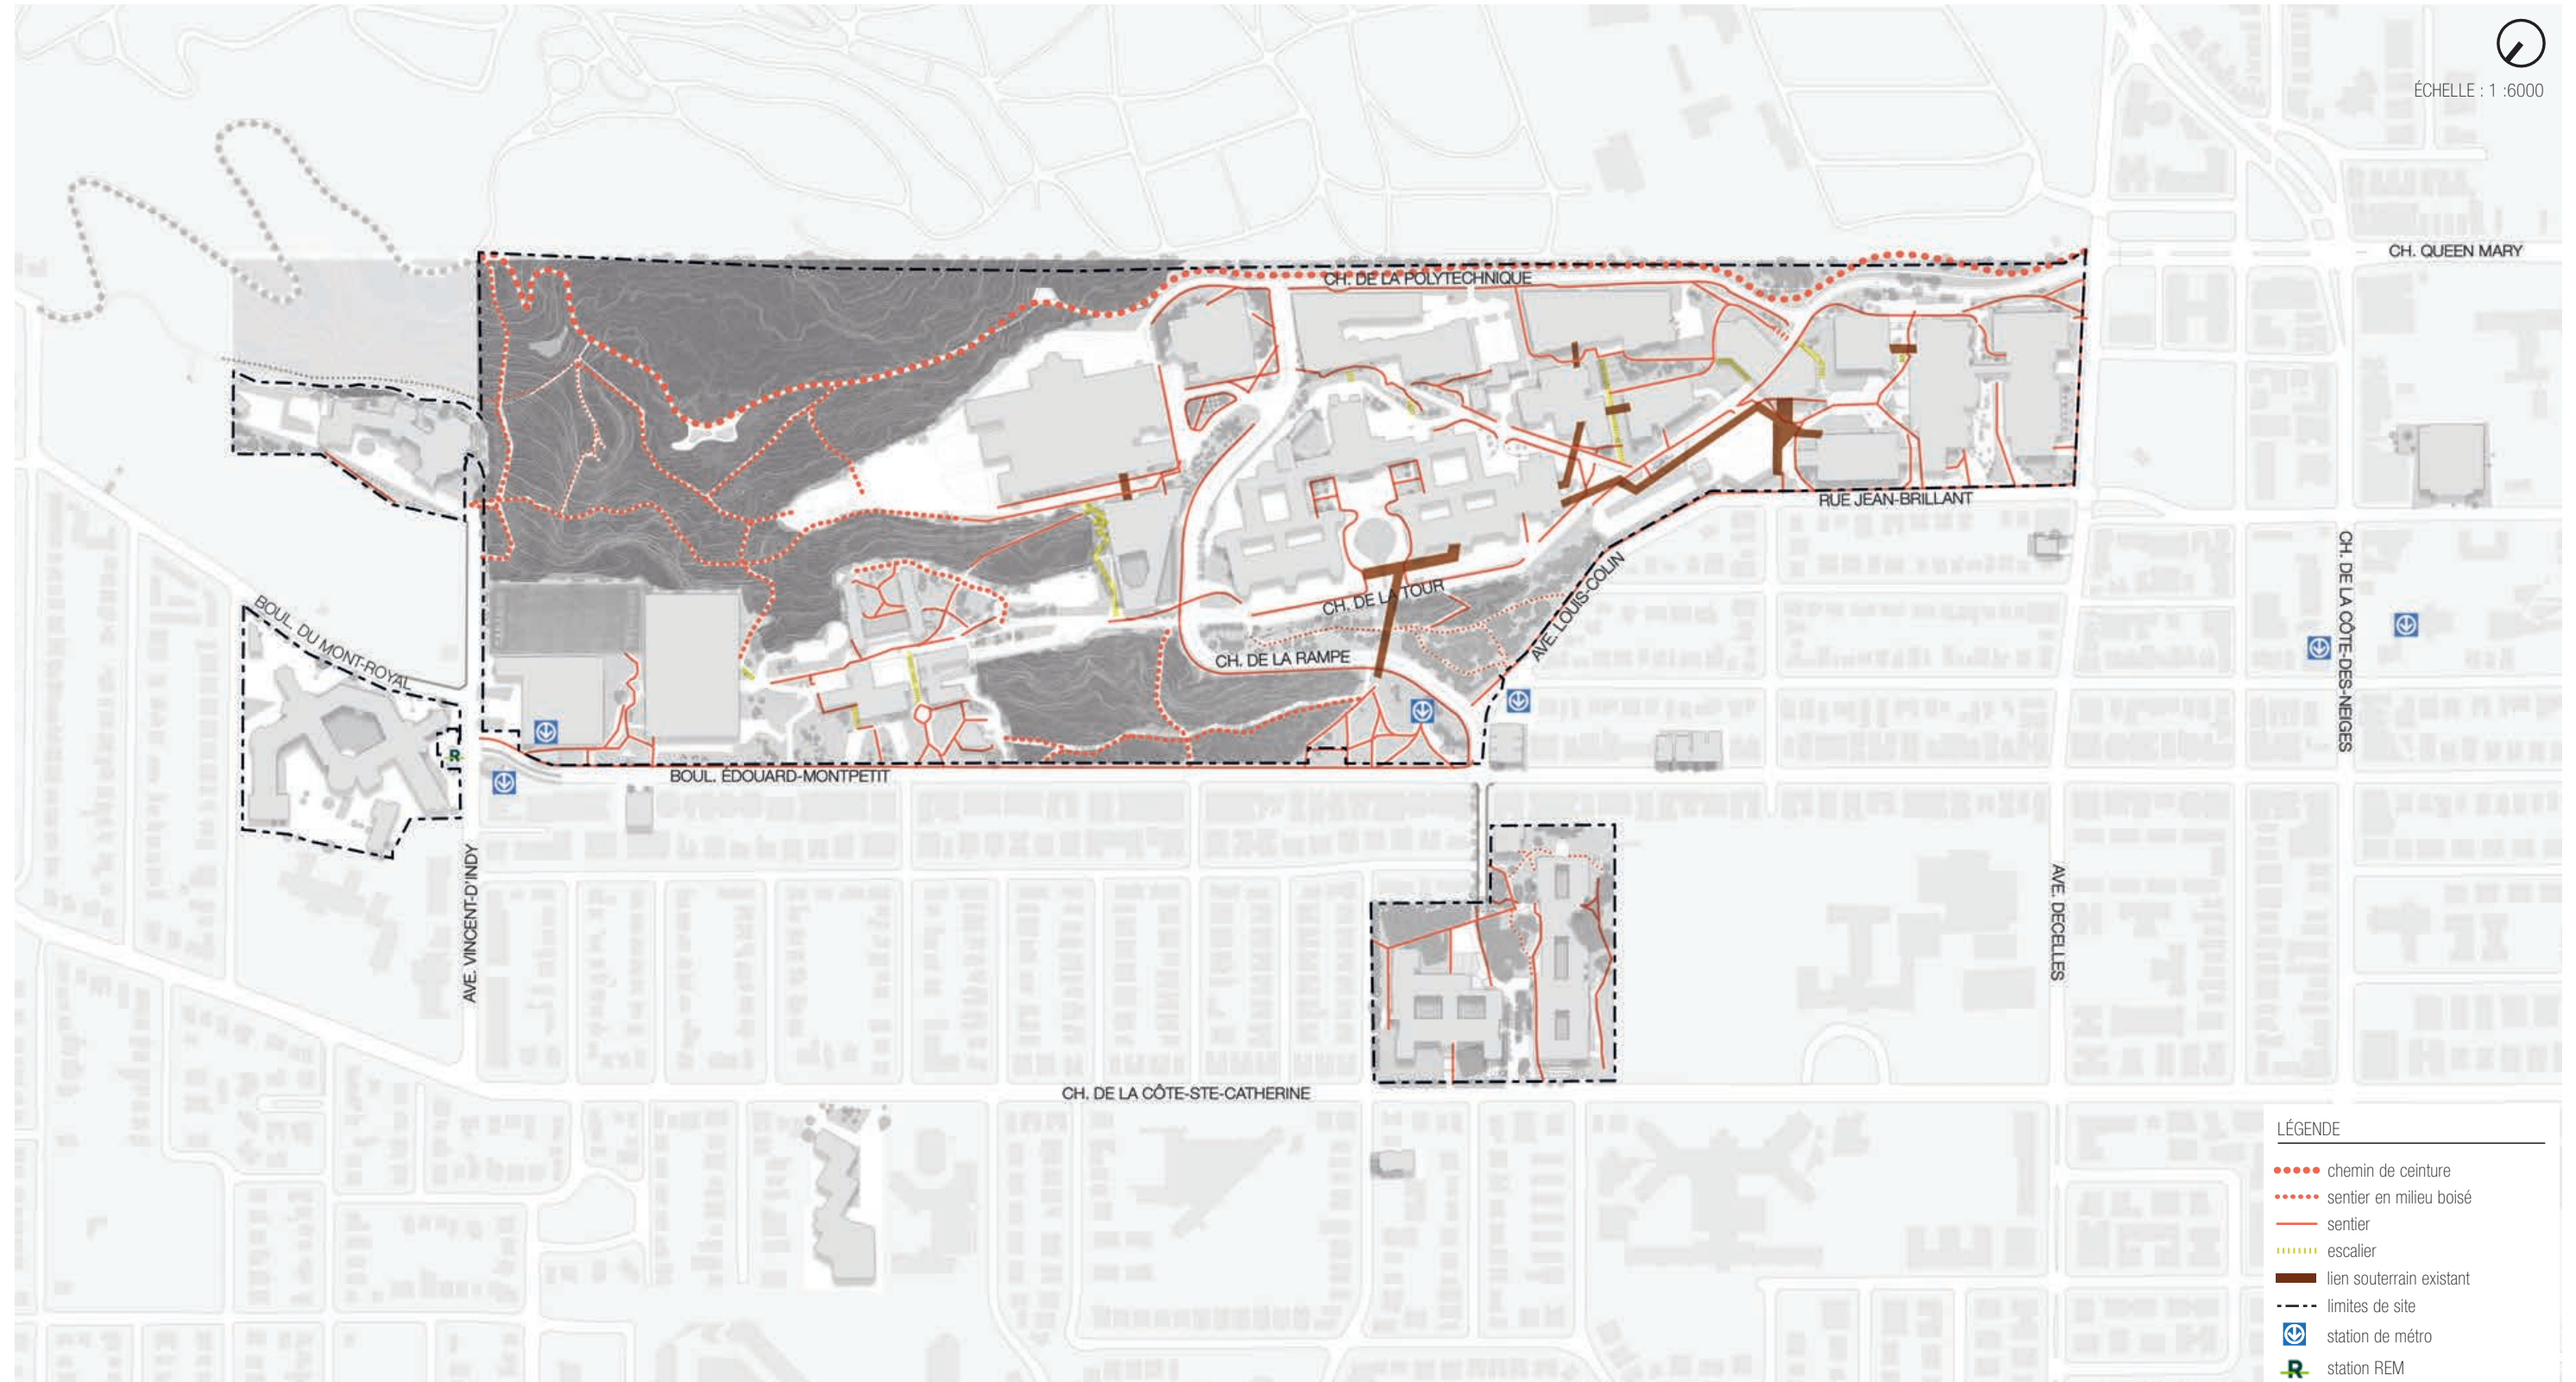 ÉCHELLE : 1 :6000
CH. QUEEN MARY
CH. DE LA POLYTECHNIQUE
RUE JEAN-BRILLANT
AVE. LOUIS-COLIN
CH. DE LA TOUR
CH. DE LA RAMPE
BOUL. DU MONT-ROYAL
CH. DE LA CÔTE-DES-NEIGES
R
BOUL. ÉDOUARD-MONTPETIT
AVE. VINCENT-D'INDY
AVE. DECELLES
CH. DE LA CÔTE-STE-CATHERINE
LÉGENDE
chemin de ceinture
sentier en milieu boisé
sentier
escalier
lien souterrain existant
limites de site
station de métro
R station REM